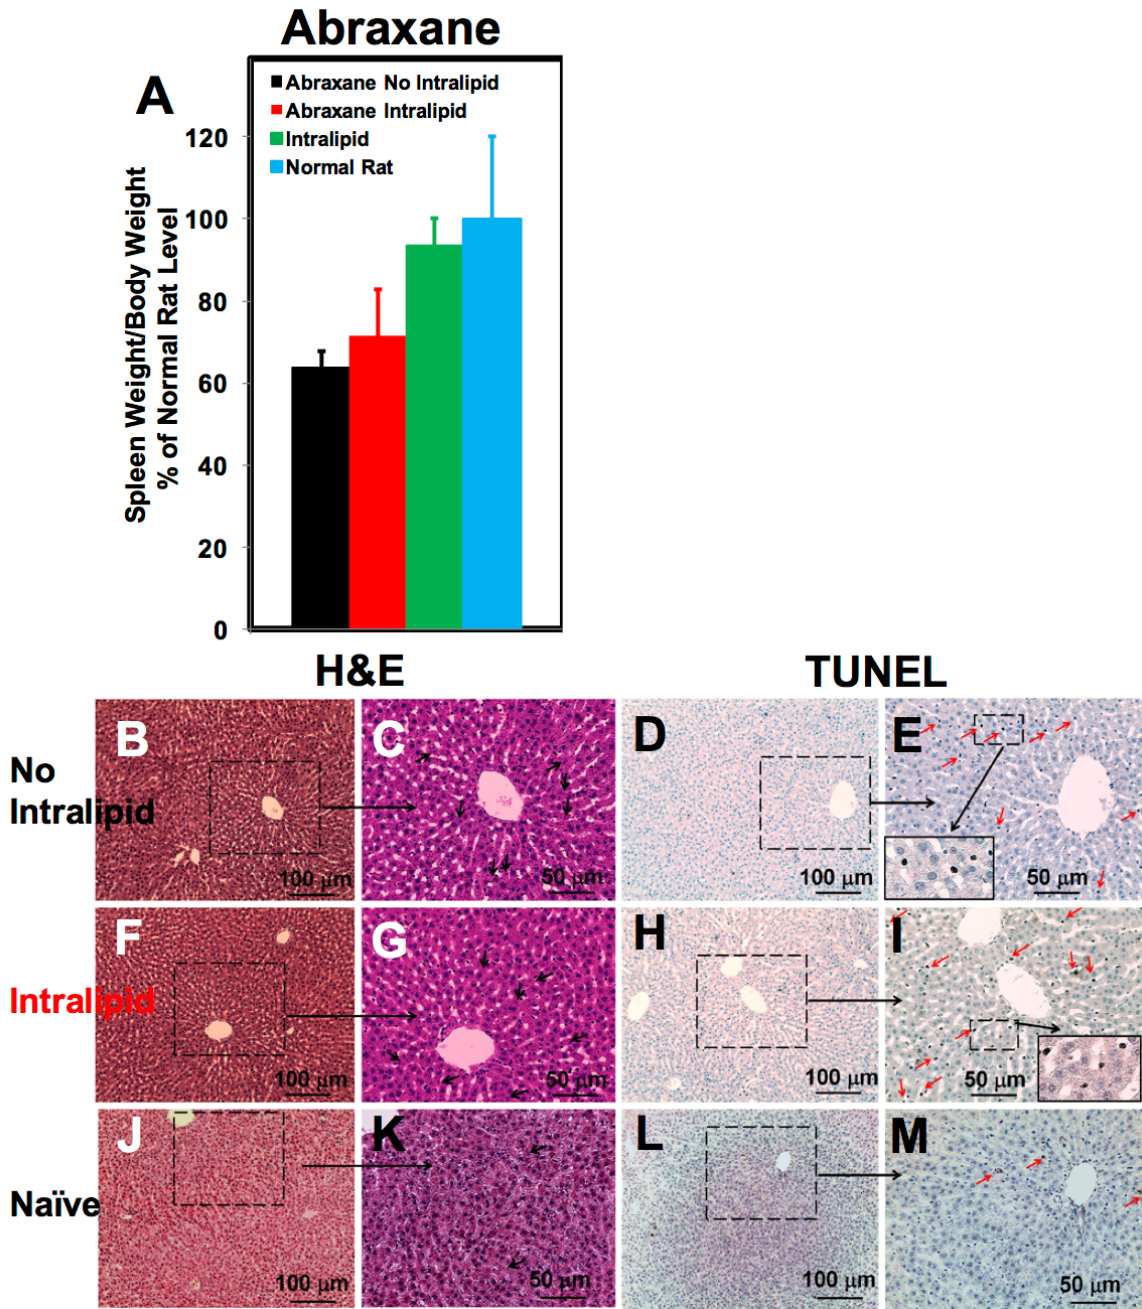 Abraxane
A
Abraxane No Intralipid
Abraxane Intralipid
Intralipid
Normal Rat
Spleen Weight/Body Weight
% of Normal Rat Level
120
100
80
60
40
20
0
H&E
TUNEL
No
Intralipid
B
100 μm
C
50 μm
D
100 μm
E
50 μm
Intralipid
F
100 μm
G
50 μm
H
100 μm
I
50 μm
Naïve
J
100 μm
K
50 μm
L
100 μm
M
50 μm